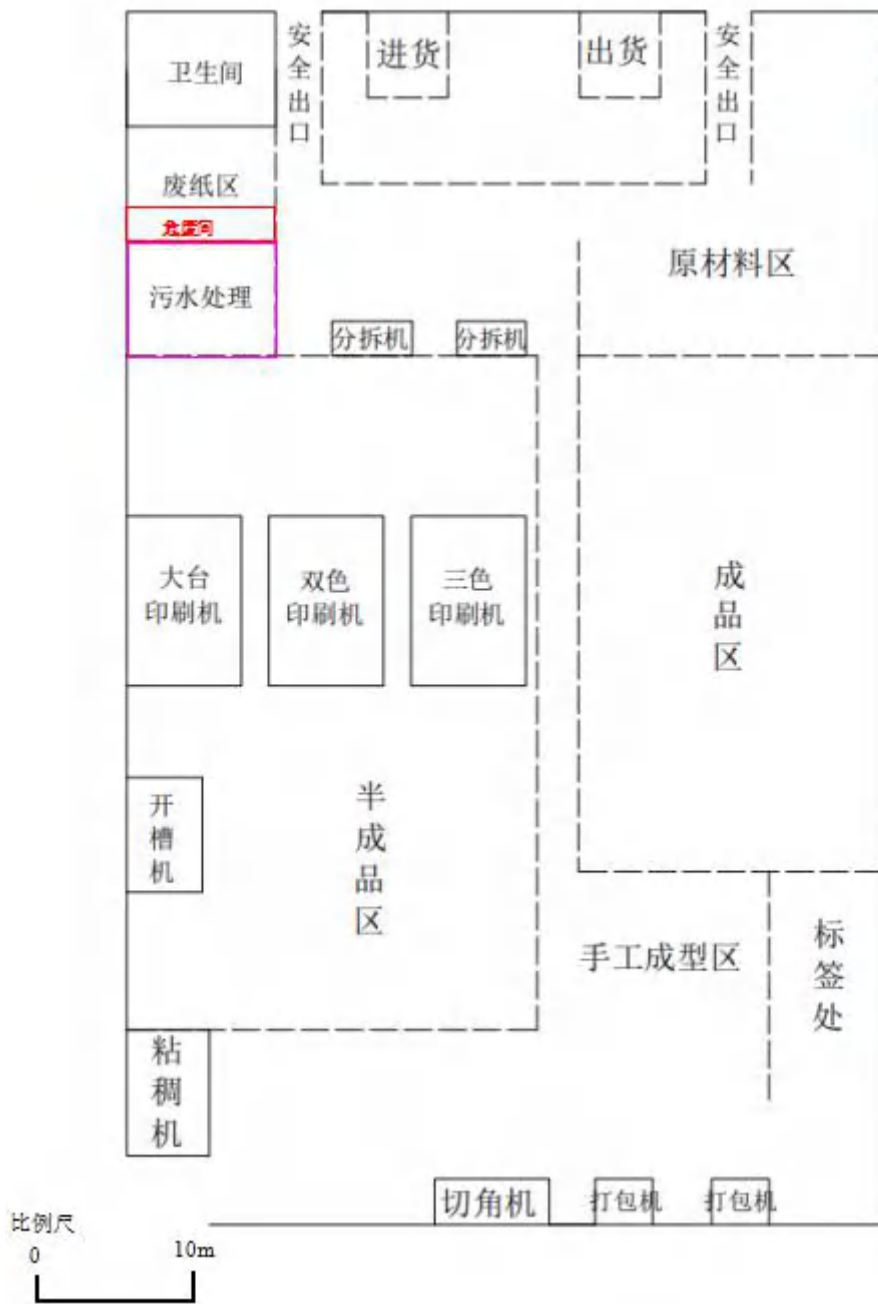 卫生间
安全出口
进货
出货
安全出口
废纸区
危废间
污水处理
原材料区
分拆机
分拆机
大台
印刷机
双色
印刷机
三色
印刷机
成品区
开槽机
半成品区
手工成型区
标签处
粘稠机
切角机
打包机
打包机
比例尺
0
10m